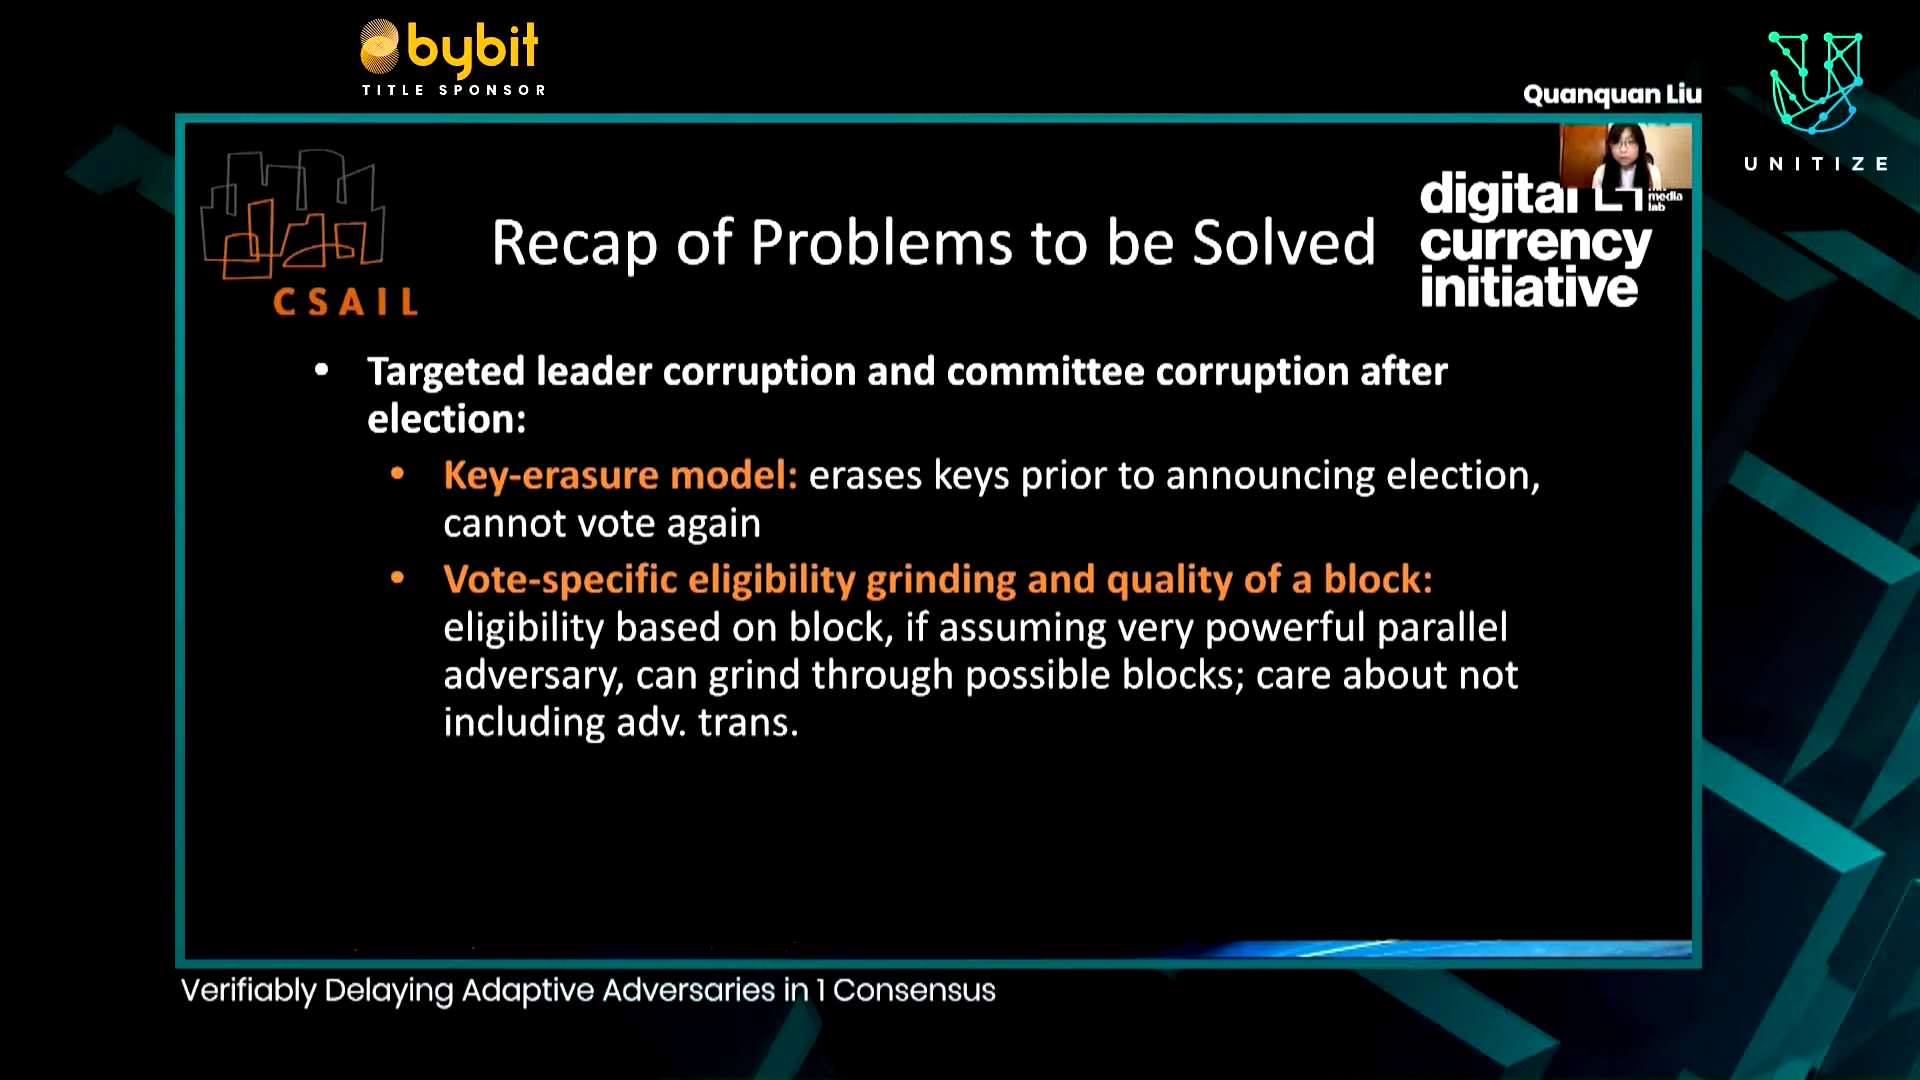 bybit
TITLE SPONSOR
Quanquan Liu
UNITIZE
CSAIL
Recap of Problems to be Solved
digital
currency
initiative
media
lab
• Targeted leader corruption and committee corruption after
election:
• Key-erasure model: erases keys prior to announcing election,
cannot vote again
• Vote-specific eligibility grinding and quality of a block:
eligibility based on block, if assuming very powerful parallel
adversary, can grind through possible blocks; care about not
including adv. trans.
Verifiably Delaying Adaptive Adversaries in 1 Consensus